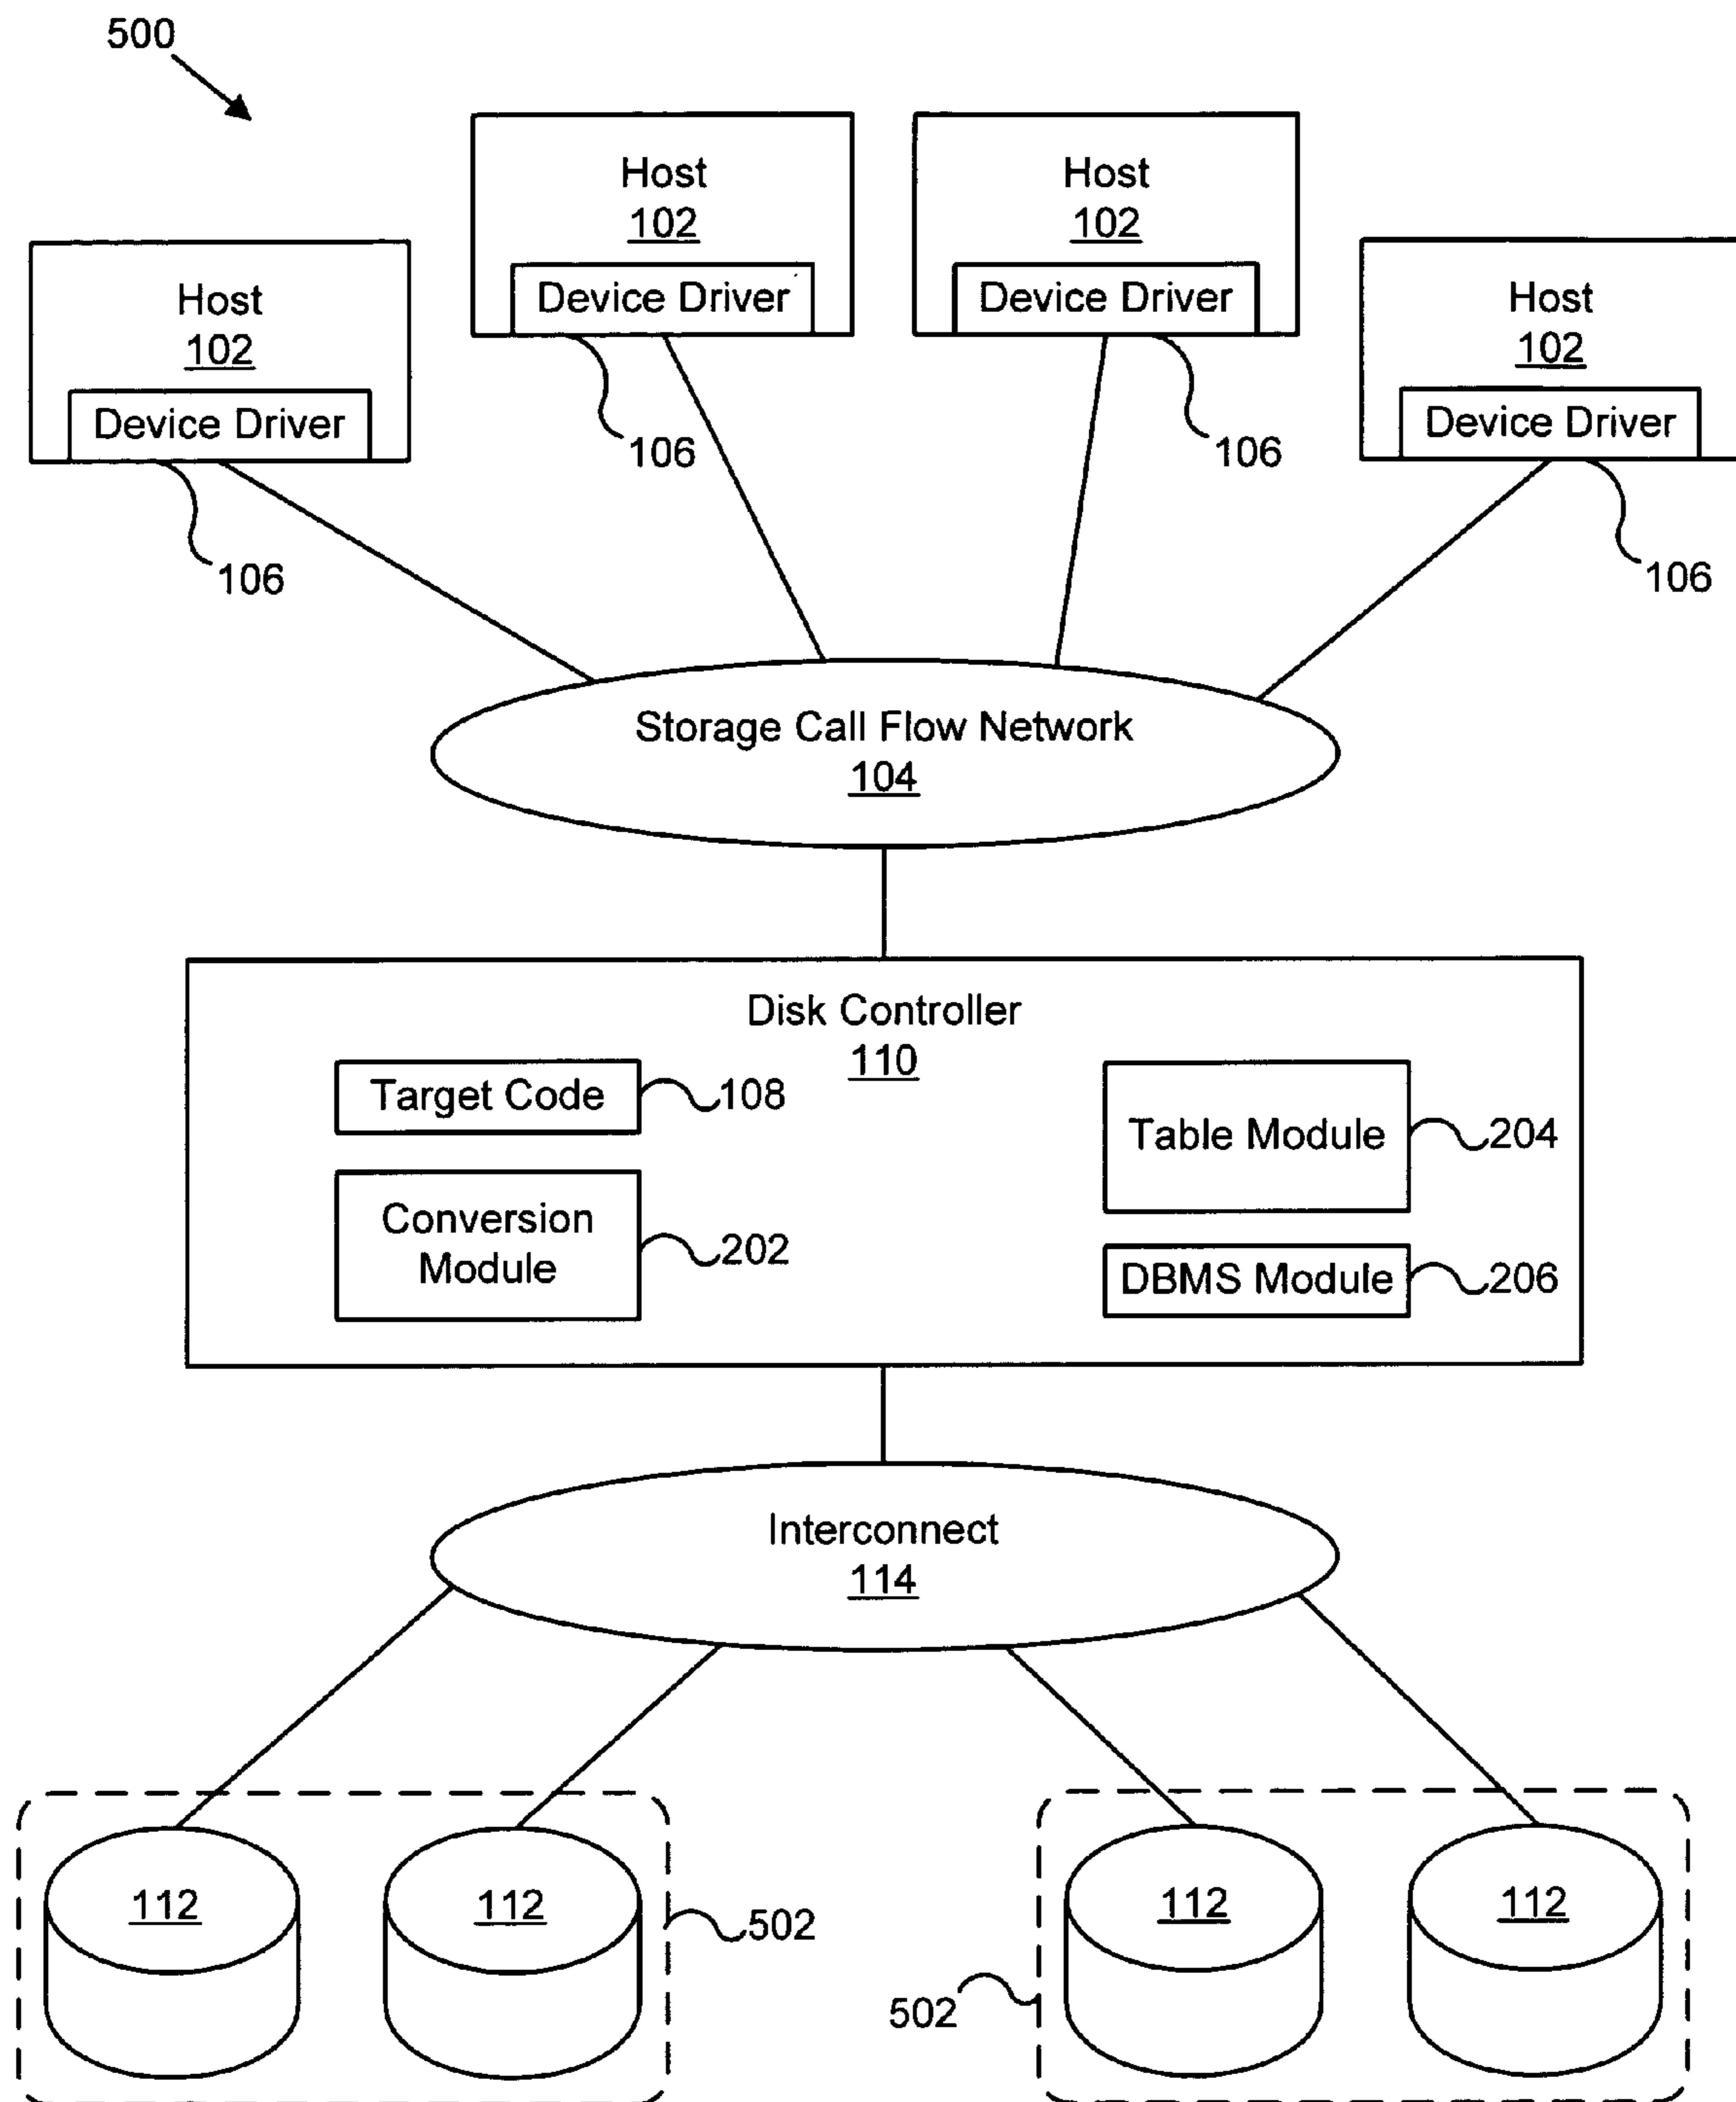 500
Host
102
Device Driver
106
Host
102
Device Driver
106
Host
102
Device Driver
106
Host
102
Device Driver
106
Storage Call Flow Network
104
Disk Controller
110
Target Code
108
Conversion
Module
202
Table Module
204
DBMS Module
206
Interconnect
114
112
112
502
112
112
502